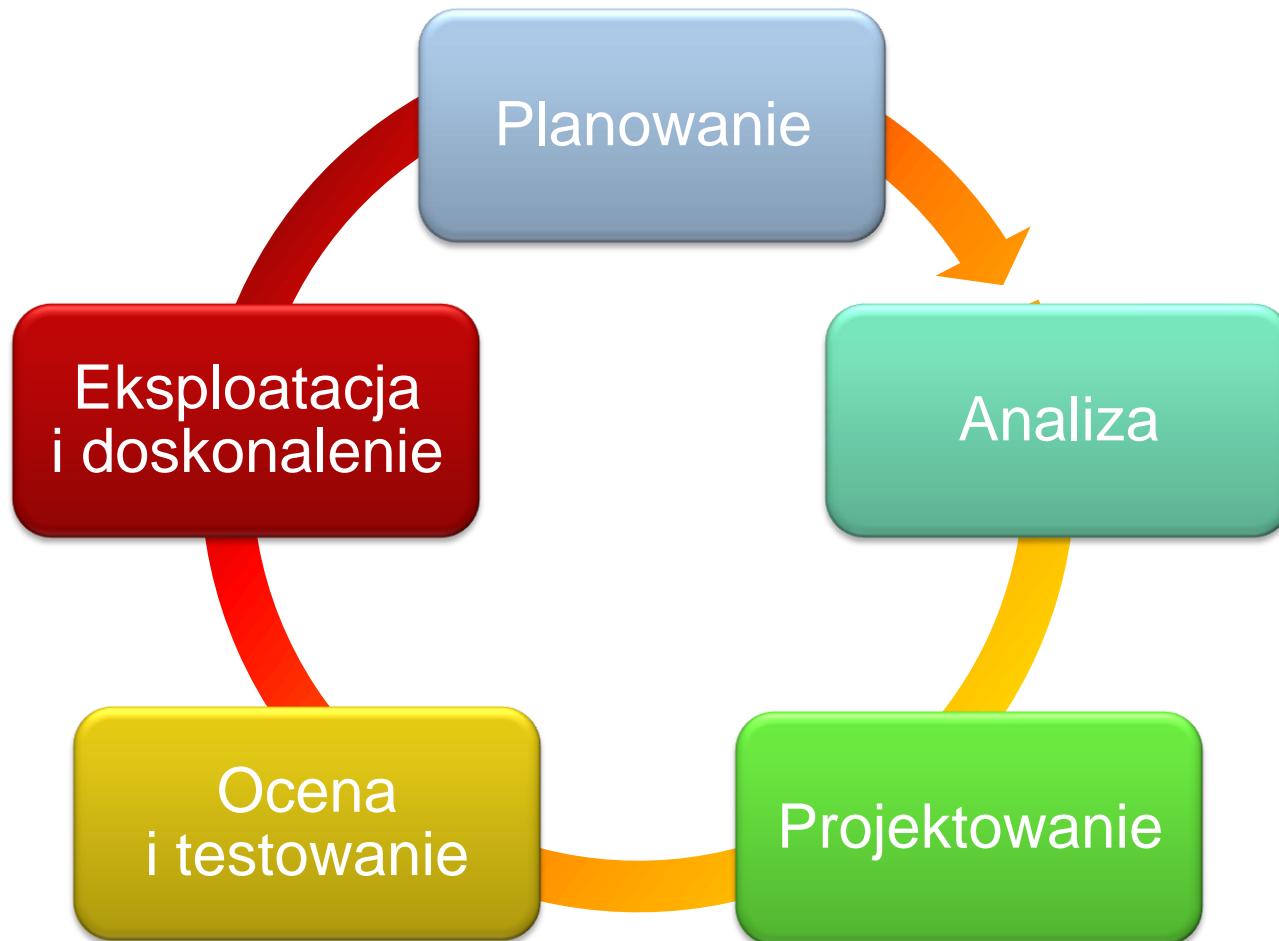 Planowanie
Analiza
Projektowanie
Ocena
i testowanie
Eksploatacja
i doskonalenie